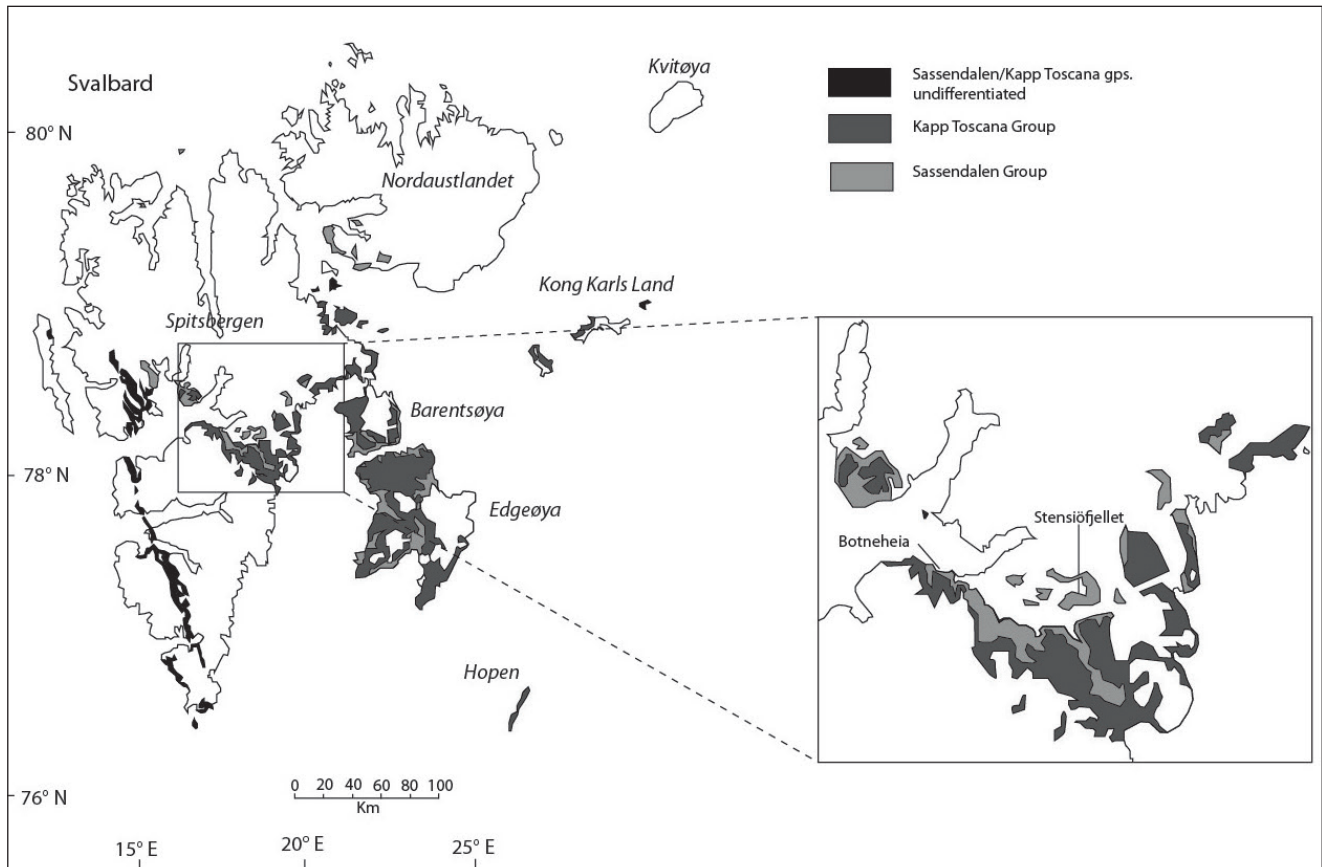 Svalbard
Kvitøya
Sassendalen/Kapp Toscana gps.
undifferentiated
Kapp Toscana Group
Sassendalen Group
80° N
Nordaustlandet
Kong Karls Land
Spitsbergen
Barentsøya
78° N
Edgeøya
Stensiöfjellet
Botneheia
Hopen
0 20 40 60 80 100
Km
76° N
15° E
20° E
25° E